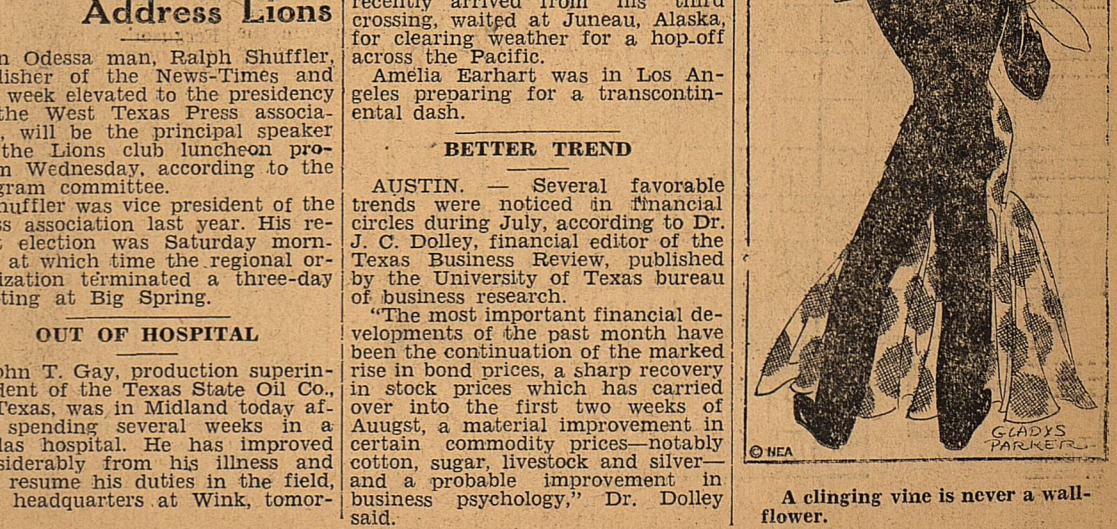 Address Lions
n Odessa man, Ralph Shuffler,
lisher of the News-Times and
week elevated to the presidency
the West Texas Press associa-
, will be the principal speaker
the Lions club luncheon pro-
m Wednesday, according to the
gram committee.
huffler was vice president of the
ss association last year. His re-
t election was Saturday morn-
at which time the regional or-
ization terminated a three-day
ting at Big Spring.
OUT OF HOSPITAL
ohn T. Gay, production superin-
dent of the Texas State Oil Co.,
Texas, was in Midland today af-
spending several weeks in a
las hospital. He has improved
siderably from his illness and
resume his duties in the field,
headquarters at Wink, tomor-
recently arrived from his third
crossing, waited at Juneau, Alaska,
for clearing weather for a hop-off
across the Pacific.
Amelia Earhart was in Los An-
geles preparing for a transcontin-
ental dash.
BETTER TREND
AUSTIN. — Several favorable
trends were noticed in financial
circles during July, according to Dr.
J. C. Dolley, financial editor of the
Texas Business Review, published
by the University of Texas bureau
of business research.
"The most important financial de-
velopments of the past month have
been the continuation of the marked
rise in bond prices, a sharp recovery
in stock prices which has carried
over into the first two weeks of
Auugst, a material improvement in
certain commodity prices—notably
cotton, sugar, livestock and silver—
and a probable improvement in
business psychology," Dr. Dolley
said.
GLADYS
PARKER
© NEA
A clinging vine is never a wall-
flower.